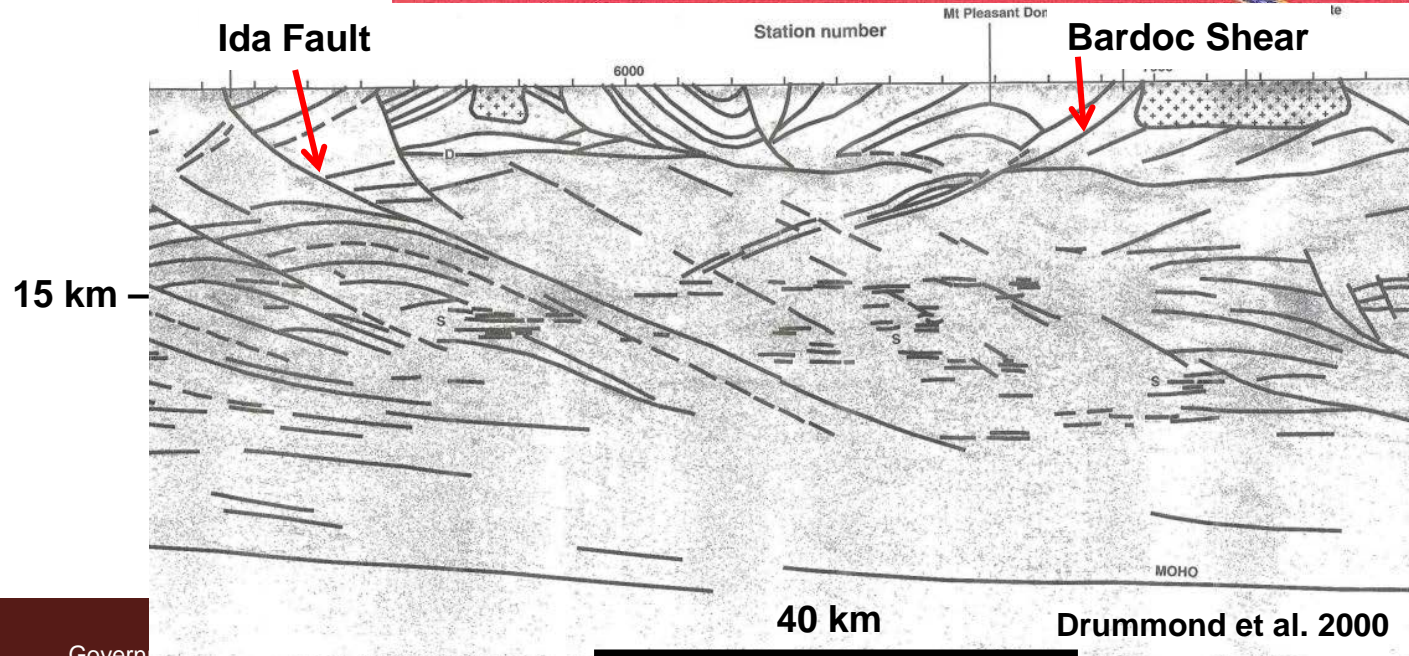 Mt Pleasant Dor
te
Station number
Ida Fault
Bardoc Shear
6000
D
15 km –
S
S
S
MOHO
40 km
Drummond et al. 2000
Govern